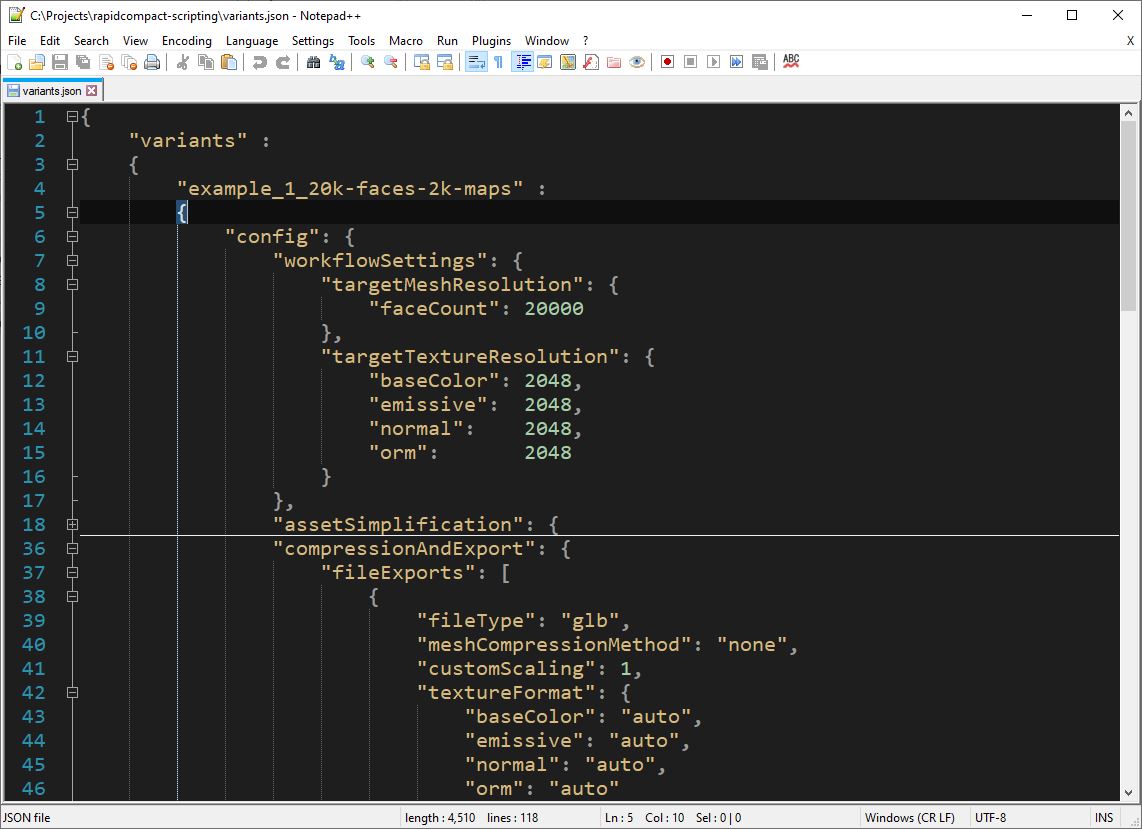 C:\Projects\rapidcompact-scripting\variants.json - Notepad++
File Edit Search View Encoding Language Settings Tools Macro Run Plugins Window ? X
ABC
variants.json
1 {
2 "variants" :
3 {
4 "example_1_20k-faces-2k-maps" :
5 {
6 "config": {
7 "workflowSettings": {
8 "targetMeshResolution": {
9 "faceCount": 20000
10 },
11 "targetTextureResolution": {
12 "baseColor": 2048,
13 "emissive": 2048,
14 "normal": 2048,
15 "orm": 2048
16 }
17 },
18 "assetSimplification": {
36 "compressionAndExport": {
37 "fileExports": [
38 {
39 "fileType": "glb",
40 "meshCompressionMethod": "none",
41 "customScaling": 1,
42 "textureFormat": {
43 "baseColor": "auto",
44 "emissive": "auto",
45 "normal": "auto",
46 "orm": "auto"
JSON file length : 4,510 lines : 118 Ln : 5 Col : 10 Sel : 0 | 0 Windows (CR LF) UTF-8 INS